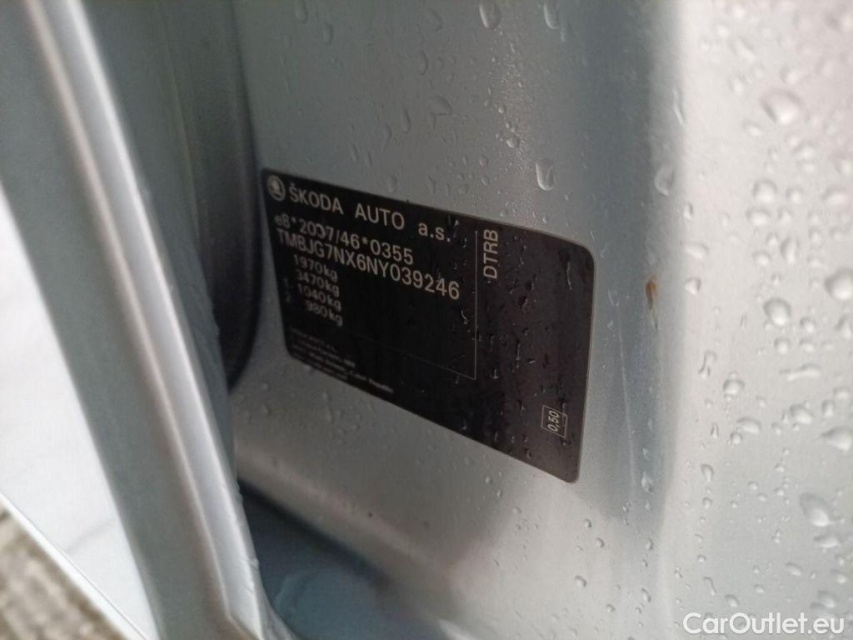 ŠKODA AUTO a.s.
e8*2007/46*0355
TMBJG7NX6NY039246
1970kg
3470kg
1. 1040kg
2. 980kg
DTRB
0,50
CarOutlet.eu